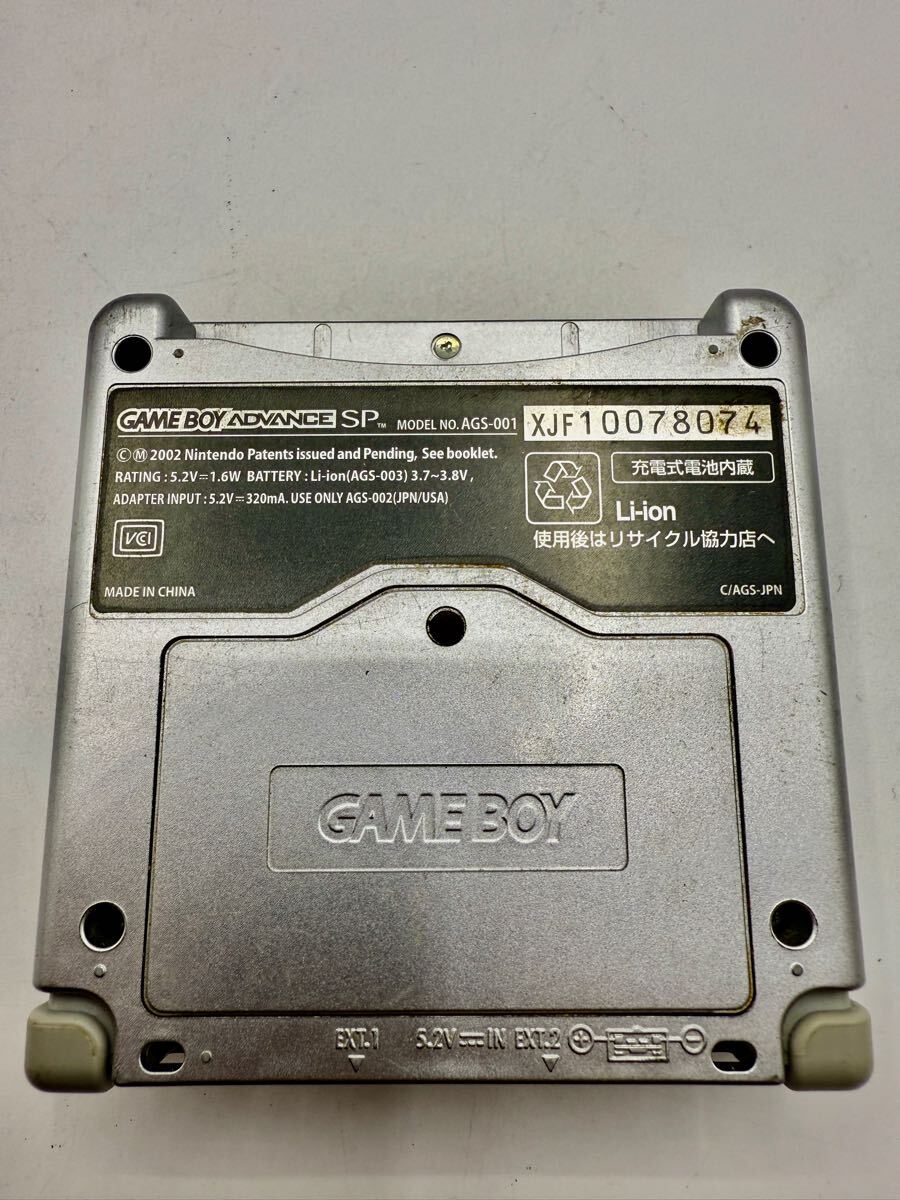 GAME BOY ADVANCE SP™ MODEL NO. AGS-001 XJF10078074
©Ⓜ 2002 Nintendo Patents issued and Pending, See booklet.
RATING : 5.2V⎓1.6W BATTERY : Li-ion(AGS-003) 3.7~3.8V ,
ADAPTER INPUT : 5.2V⎓320mA. USE ONLY AGS-002(JPN/USA)
充電式電池内蔵
Li-ion
使用後はリサイクル協力店へ
VCI
MADE IN CHINA
C/AGS-JPN
GAME BOY
EXT.1 5.2V⎓IN EXT.2